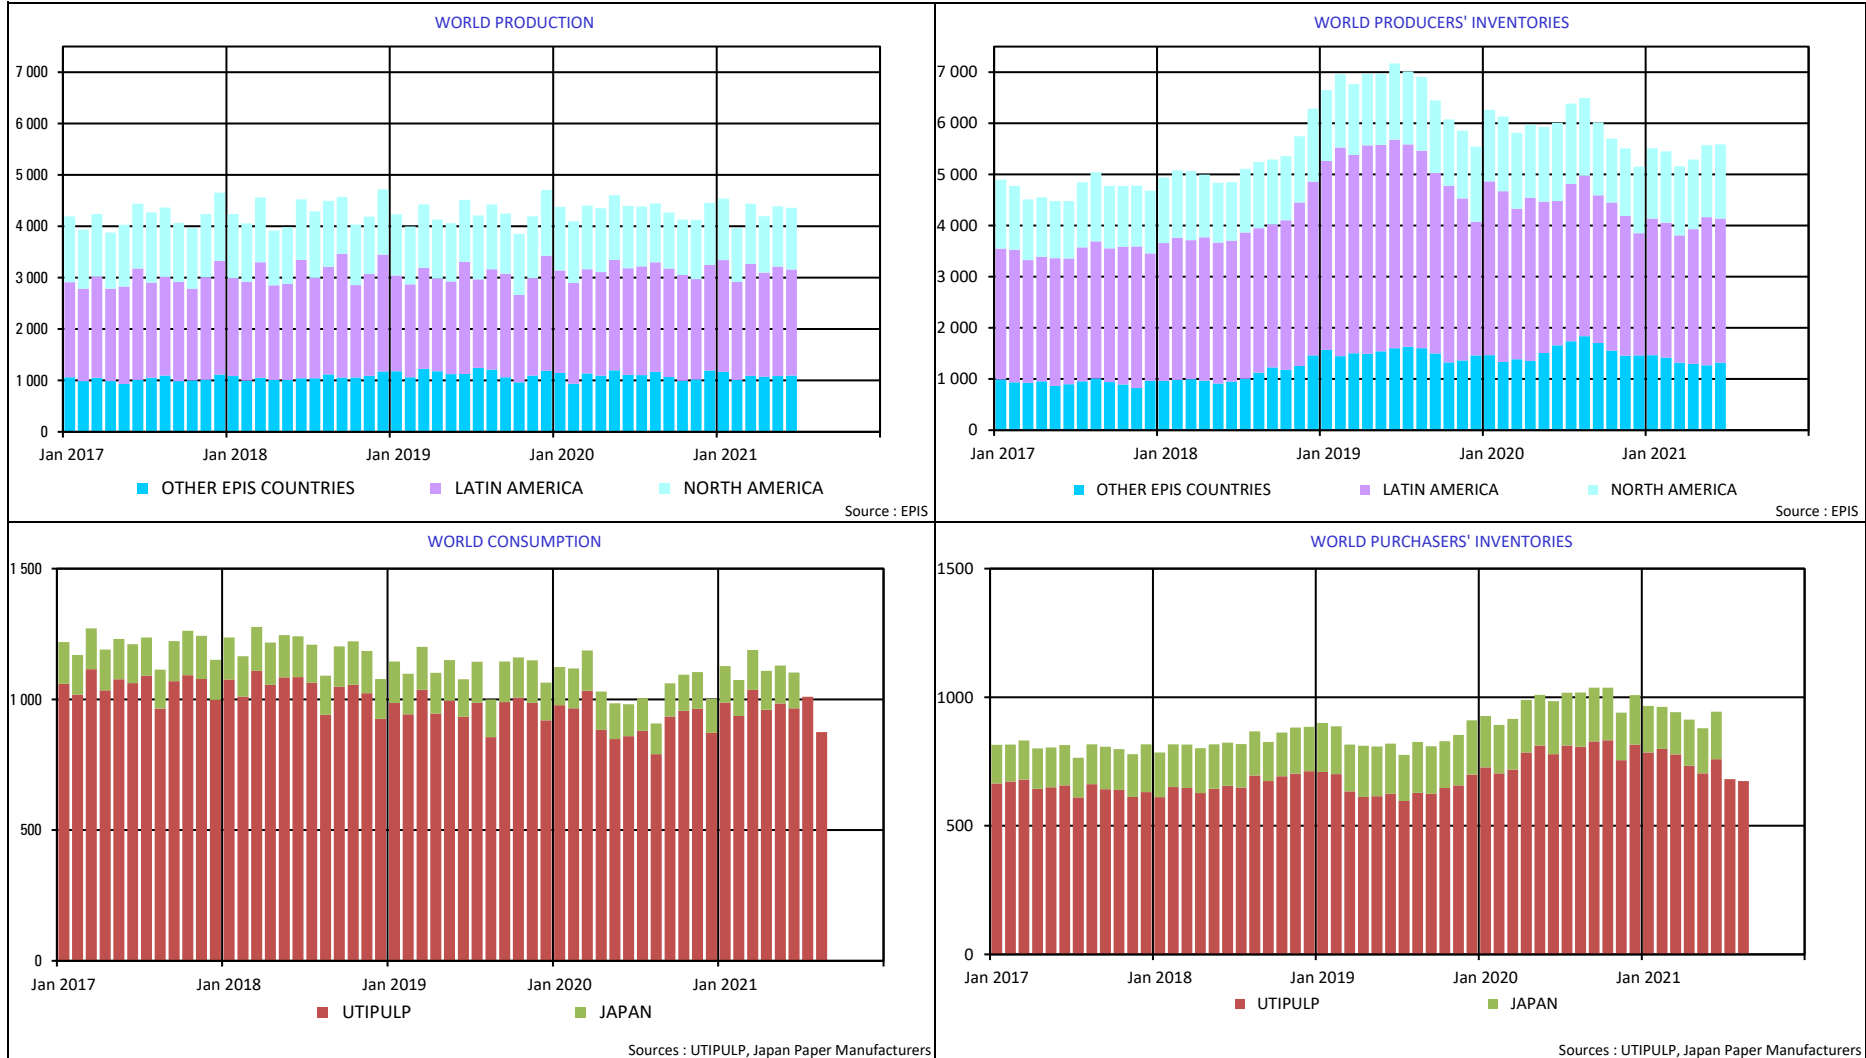 WORLD PRODUCTION
7 000
6 000
5 000
4 000
3 000
2 000
1 000
0
Jan 2017 Jan 2018 Jan 2019 Jan 2020 Jan 2021
OTHER EPIS COUNTRIES LATIN AMERICA NORTH AMERICA
Source : EPIS
WORLD PRODUCERS' INVENTORIES
7 000
6 000
5 000
4 000
3 000
2 000
1 000
0
Jan 2017 Jan 2018 Jan 2019 Jan 2020 Jan 2021
OTHER EPIS COUNTRIES LATIN AMERICA NORTH AMERICA
Source : EPIS
WORLD CONSUMPTION
1 500
1 000
500
0
Jan 2017 Jan 2018 Jan 2019 Jan 2020 Jan 2021
UTIPULP JAPAN
Sources : UTIPULP, Japan Paper Manufacturers
WORLD PURCHASERS' INVENTORIES
1500
1000
500
0
Jan 2017 Jan 2018 Jan 2019 Jan 2020 Jan 2021
UTIPULP JAPAN
Sources : UTIPULP, Japan Paper Manufacturers